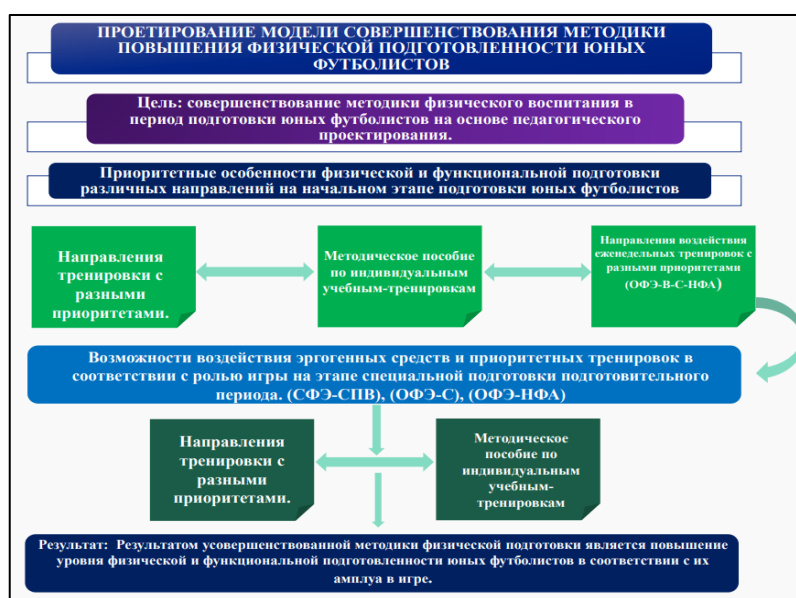 ПРОЕТИРОВАНИЕ МОДЕЛИ СОВЕРШЕНСТВОВАНИЯ МЕТОДИКИ
ПОВЫШЕНИЯ ФИЗИЧЕСКОЙ ПОДГОТОВЛЕННОСТИ ЮНЫХ
ФУТБОЛИСТОВ
Цель: совершенствование методики физического воспитания в
период подготовки юных футболистов на основе педагогического
проектирования.
Приоритетные особенности физической и функциональной подготовки
различных направлений на начальном этапе подготовки юных футболистов
Направления
тренировки с
разными
приоритетами.
Методическое пособие
по индивидуальным
учебным-тренировкам
Направления воздействия
еженедельных тренировок с
разными приоритетами
(ОФЭ-В-С-НФА)
Возможности воздействия эргогенных средств и приоритетных тренировок в
соответствии с ролью игры на этапе специальной подготовки подготовительного
периода. (СФЭ-СПВ), (ОФЭ-С), (ОФЭ-НФА)
Направления
тренировки с
разными
приоритетами.
Методическое
пособие по
индивидуальным
учебным-
тренировкам
Результат: Результатом усовершенствованной методики физической подготовки является повышение
уровня физической и функциональной подготовленности юных футболистов в соответствии с их
амплуа в игре.